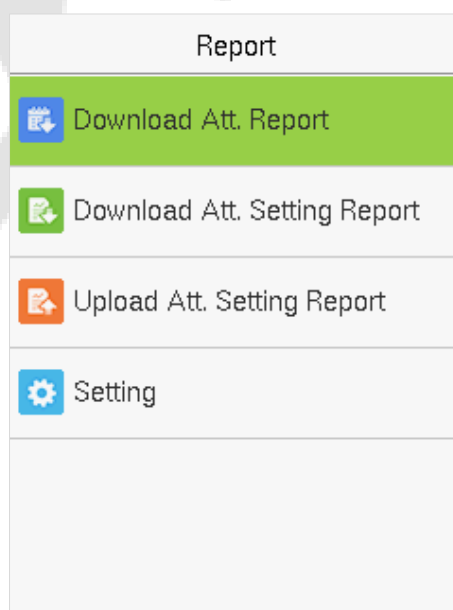 Report
Download Att. Report
Download Att. Setting Report
Upload Att. Setting Report
Setting